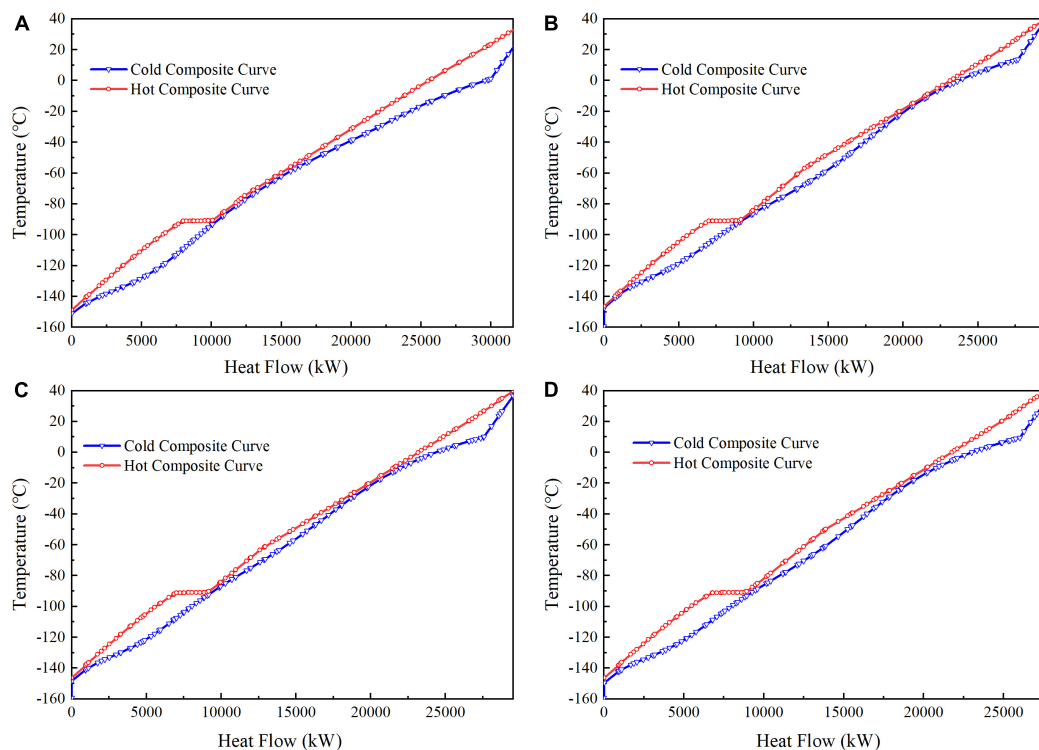 A
40
20
0
-20
-40
-60
-80
-100
-120
-140
-160
Temperature (°C)
Cold Composite Curve
Hot Composite Curve
0 5000 10000 15000 20000 25000 30000
Heat Flow (kW)
B
40
20
0
-20
-40
-60
-80
-100
-120
-140
-160
Temperature (°C)
Cold Composite Curve
Hot Composite Curve
0 5000 10000 15000 20000 25000
Heat Flow (kW)
C
40
20
0
-20
-40
-60
-80
-100
-120
-140
-160
Temperature (°C)
Cold Composite Curve
Hot Composite Curve
0 5000 10000 15000 20000 25000
Heat Flow (kW)
D
40
20
0
-20
-40
-60
-80
-100
-120
-140
-160
Temperature (°C)
Cold Composite Curve
Hot Composite Curve
0 5000 10000 15000 20000 25000
Heat Flow (kW)